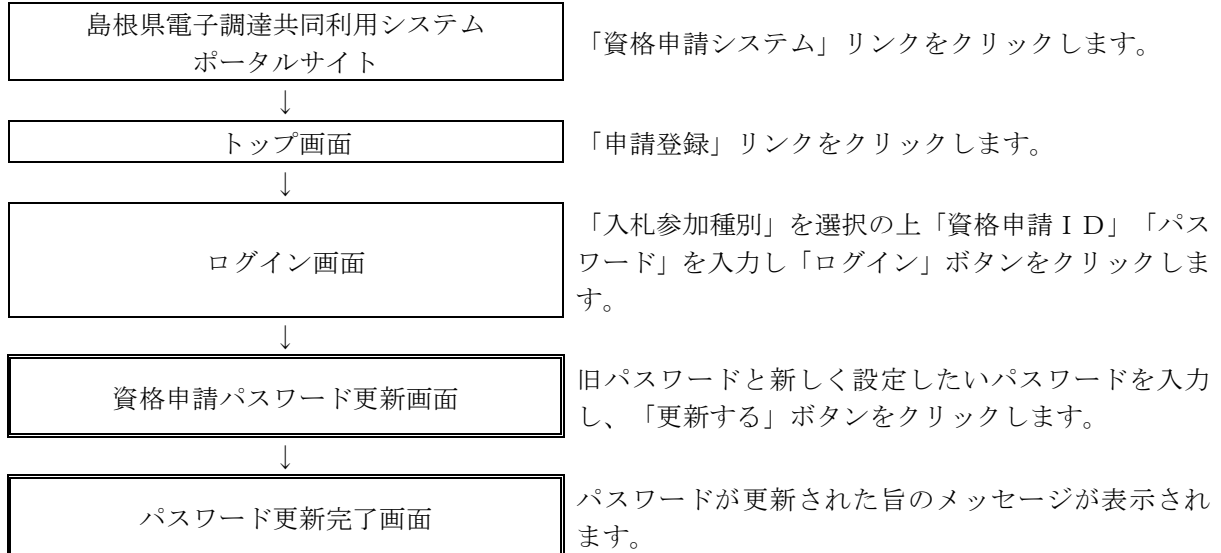 島根県電子調達共同利用システム
ポータルサイト
「資格申請システム」リンクをクリックします。
↓
トップ画面
「申請登録」リンクをクリックします。
↓
ログイン画面
「入札参加種別」を選択の上「資格申請ＩＤ」「パス
ワード」を入力し「ログイン」ボタンをクリックしま
す。
↓
資格申請パスワード更新画面
旧パスワードと新しく設定したいパスワードを入力
し、「更新する」ボタンをクリックします。
↓
パスワード更新完了画面
パスワードが更新された旨のメッセージが表示され
ます。